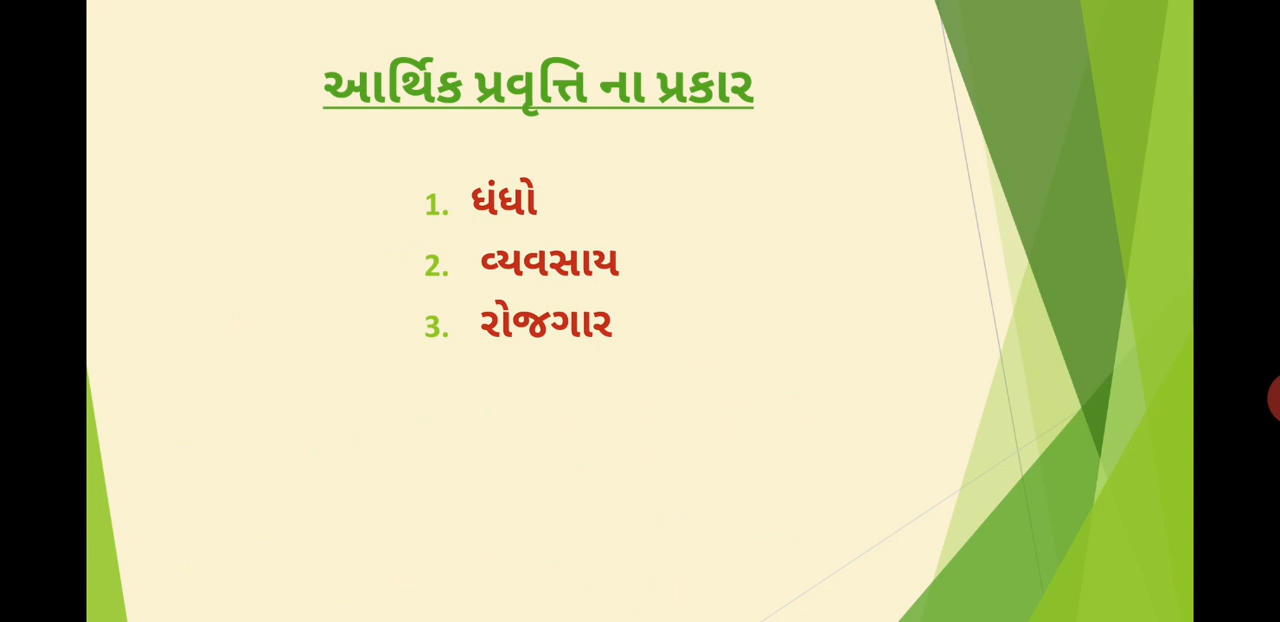 આર્થિક પ્રવૃત્તિ ના પ્રકાર
1. ધંધો
2. વ્યવસાય
3. રોજગાર